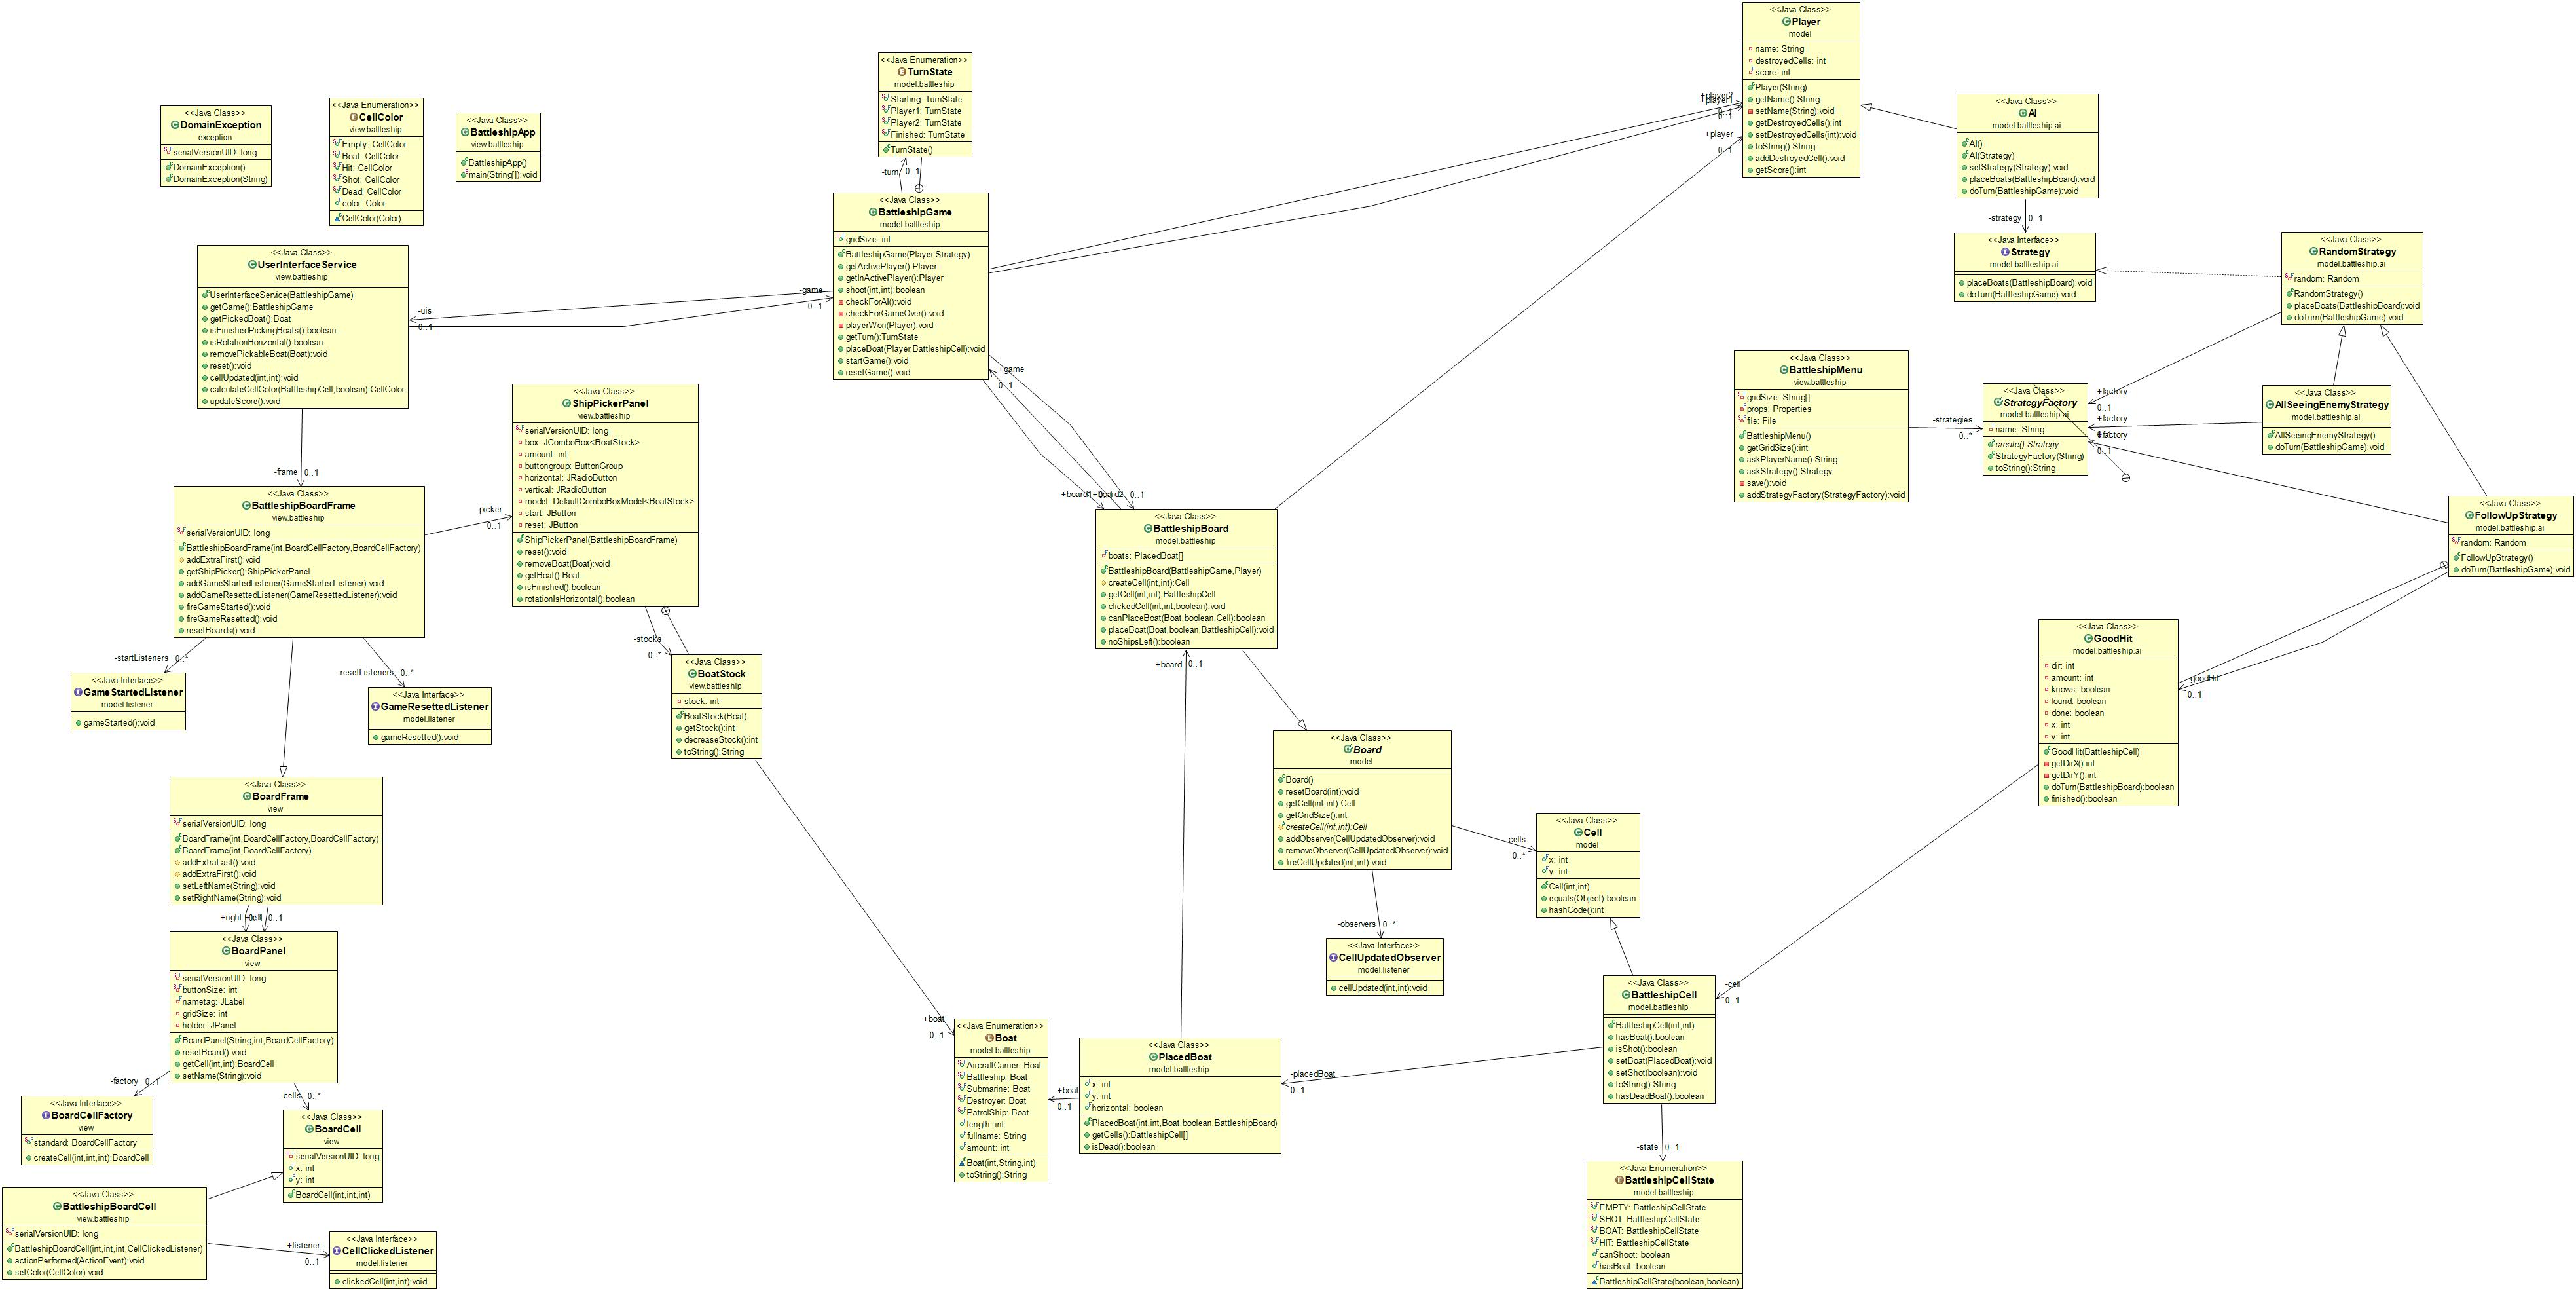 <<Java Class>>
Player
model
name: String
destroyedCells: int
score: int
Player(String)
getName():String
setName(String):void
getDestroyedCells():int
setDestroyedCells(int):void
toString():String
addDestroyedCell():void
getScore():int
<<Java Enumeration>>
TurnState
model.battleship
Starting: TurnState
Player1: TurnState
Player2: TurnState
Finished: TurnState
TurnState()
<<Java Class>>
AI
model.battleship.ai
AI()
AI(Strategy)
setStrategy(Strategy):void
placeBoats(BattleshipBoard):void
doTurn(BattleshipGame):void
<<Java Class>>
DomainException
exception
serialVersionUID: long
DomainException()
DomainException(String)
<<Java Enumeration>>
CellColor
view.battleship
Empty: CellColor
Boat: CellColor
Hit: CellColor
Shot: CellColor
Dead: CellColor
color: Color
CellColor(Color)
<<Java Class>>
BattleshipApp
view.battleship
BattleshipApp()
main(String[]):void
+player2
+player1
0..1
+player
0..1
-turn
0..1
-strategy
0..1
<<Java Class>>
BattleshipGame
model.battleship
gridSize: int
BattleshipGame(Player,Strategy)
getActivePlayer():Player
getInActivePlayer():Player
shoot(int,int):boolean
checkForAI():void
checkForGameOver():void
playerWon(Player):void
getTurn():TurnState
placeBoat(Player,BattleshipCell):void
startGame():void
resetGame():void
<<Java Interface>>
Strategy
model.battleship.ai
placeBoats(BattleshipBoard):void
doTurn(BattleshipGame):void
<<Java Class>>
RandomStrategy
model.battleship.ai
random: Random
RandomStrategy()
placeBoats(BattleshipBoard):void
doTurn(BattleshipGame):void
<<Java Class>>
UserInterfaceService
view.battleship
UserInterfaceService(BattleshipGame)
getGame():BattleshipGame
getPickedBoat():Boat
isFinishedPickingBoats():boolean
isRotationHorizontal():boolean
removePickableBoat(Boat):void
reset():void
cellUpdated(int,int):void
calculateCellColor(BattleshipCell,boolean):CellColor
updateScore():void
-game
0..1
-uis
0..1
<<Java Class>>
BattleshipMenu
view.battleship
gridSize: String[]
props: Properties
file: File
BattleshipMenu()
getGridSize():int
askPlayerName():String
askStrategy():Strategy
save():void
addStrategyFactory(StrategyFactory):void
-strategies
0..*
<<Java Class>>
StrategyFactory
model.battleship.ai
name: String
create():Strategy
StrategyFactory(String)
toString():String
+factory
0..1
+factory
+factory
0..1
<<Java Class>>
AllSeeingEnemyStrategy
model.battleship.ai
AllSeeingEnemyStrategy()
doTurn(BattleshipGame):void
<<Java Class>>
FollowUpStrategy
model.battleship.ai
random: Random
FollowUpStrategy()
doTurn(BattleshipGame):void
<<Java Class>>
ShipPickerPanel
view.battleship
serialVersionUID: long
box: JComboBox<BoatStock>
amount: int
buttongroup: ButtonGroup
horizontal: JRadioButton
vertical: JRadioButton
model: DefaultComboBoxModel<BoatStock>
start: JButton
reset: JButton
ShipPickerPanel(BattleshipBoardFrame)
reset():void
removeBoat(Boat):void
getBoat():Boat
isFinished():boolean
rotationIsHorizontal():boolean
+game
0..1
-frame
0..1
-picker
0..1
<<Java Class>>
BattleshipBoardFrame
view.battleship
serialVersionUID: long
BattleshipBoardFrame(int,BoardCellFactory,BoardCellFactory)
addExtraFirst():void
getShipPicker():ShipPickerPanel
addGameStartedListener(GameStartedListener):void
addGameResettedListener(GameResettedListener):void
fireGameStarted():void
fireGameResetted():void
resetBoards():void
+board1
+board2
0..1
<<Java Class>>
BattleshipBoard
model.battleship
boats: PlacedBoat[]
BattleshipBoard(BattleshipGame,Player)
createCell(int,int):Cell
getCell(int,int):BattleshipCell
clickedCell(int,int,boolean):void
canPlaceBoat(Boat,boolean,Cell):boolean
placeBoat(Boat,boolean,BattleshipCell):void
noShipsLeft():boolean
-startListeners
0..*
-resetListeners
0..*
-stocks
0..*
+board
0..1
<<Java Interface>>
GameStartedListener
model.listener
gameStarted():void
<<Java Interface>>
GameResettedListener
model.listener
gameResetted():void
<<Java Class>>
BoatStock
view.battleship
stock: int
BoatStock(Boat)
getStock():int
decreaseStock():int
toString():String
<<Java Class>>
GoodHit
model.battleship.ai
dir: int
amount: int
knows: boolean
found: boolean
done: boolean
x: int
y: int
GoodHit(BattleshipCell)
getDirX():int
getDirY():int
doTurn(BattleshipBoard):boolean
finished():boolean
goodHit
0..1
<<Java Class>>
Board
model
Board()
resetBoard(int):void
getCell(int,int):Cell
getGridSize():int
createCell(int,int):Cell
addObserver(CellUpdatedObserver):void
removeObserver(CellUpdatedObserver):void
fireCellUpdated(int,int):void
-cells
0..*
<<Java Class>>
Cell
model
x: int
y: int
Cell(int,int)
equals(Object):boolean
hashCode():int
<<Java Class>>
BoardFrame
view
serialVersionUID: long
BoardFrame(int,BoardCellFactory,BoardCellFactory)
BoardFrame(int,BoardCellFactory)
addExtraLast():void
addExtraFirst():void
setLeftName(String):void
setRightName(String):void
+right
+left
0..1
-observers
0..*
<<Java Interface>>
CellUpdatedObserver
model.listener
cellUpdated(int,int):void
<<Java Class>>
BoardPanel
view
serialVersionUID: long
buttonSize: int
nametag: JLabel
gridSize: int
holder: JPanel
BoardPanel(String,int,BoardCellFactory)
resetBoard():void
getCell(int,int):BoardCell
setName(String):void
<<Java Class>>
BattleshipCell
model.battleship
BattleshipCell(int,int)
hasBoat():boolean
isShot():boolean
setBoat(PlacedBoat):void
setShot(boolean):void
toString():String
hasDeadBoat():boolean
-cell
0..1
+boat
0..1
<<Java Enumeration>>
Boat
model.battleship
AircraftCarrier: Boat
Battleship: Boat
Submarine: Boat
Destroyer: Boat
PatrolShip: Boat
length: int
fullname: String
amount: int
Boat(int,String,int)
toString():String
+boat
0..1
<<Java Class>>
PlacedBoat
model.battleship
x: int
y: int
horizontal: boolean
PlacedBoat(int,int,Boat,boolean,BattleshipBoard)
getCells():BattleshipCell[]
isDead():boolean
-placedBoat
0..1
-factory
0..1
-cells
0..*
<<Java Interface>>
BoardCellFactory
view
standard: BoardCellFactory
createCell(int,int,int):BoardCell
<<Java Class>>
BoardCell
view
serialVersionUID: long
x: int
y: int
BoardCell(int,int,int)
-state
0..1
<<Java Enumeration>>
BattleshipCellState
model.battleship
EMPTY: BattleshipCellState
SHOT: BattleshipCellState
BOAT: BattleshipCellState
HIT: BattleshipCellState
canShoot: boolean
hasBoat: boolean
BattleshipCellState(boolean,boolean)
<<Java Class>>
BattleshipBoardCell
view.battleship
serialVersionUID: long
BattleshipBoardCell(int,int,int,CellClickedListener)
actionPerformed(ActionEvent):void
setColor(CellColor):void
+listener
0..1
<<Java Interface>>
CellClickedListener
model.listener
clickedCell(int,int):void